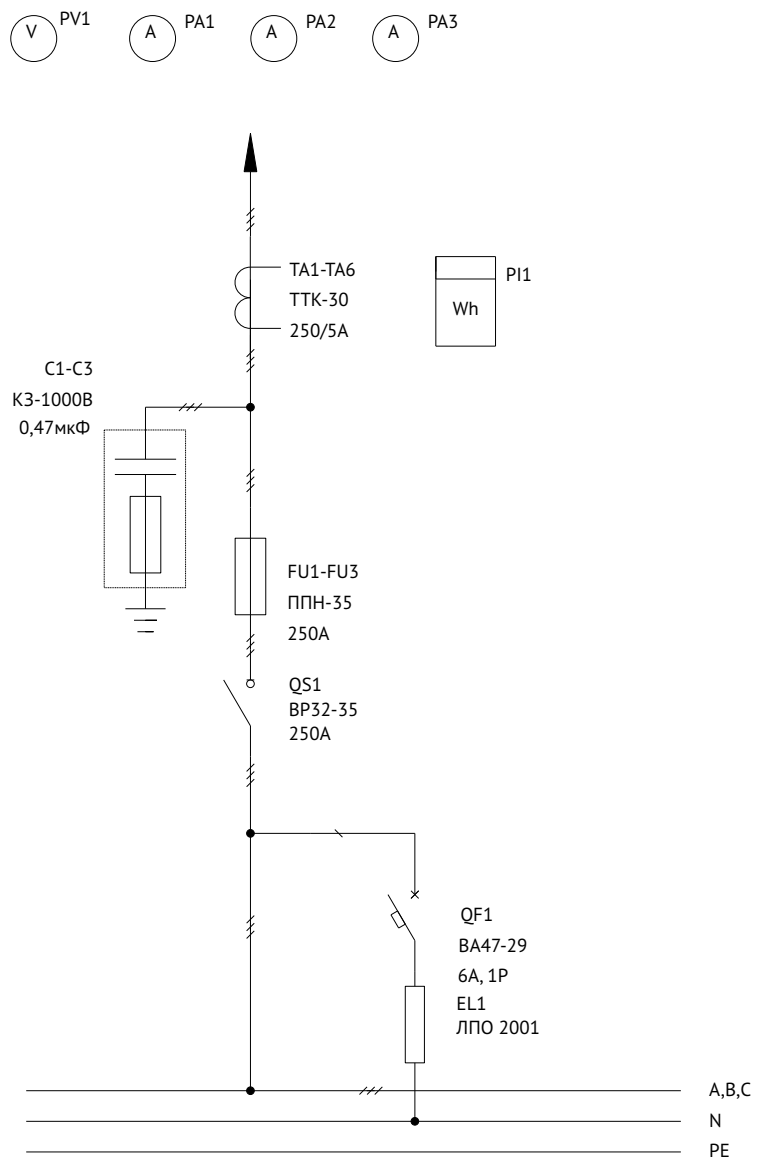 V PV1
A PA1
A PA2
A PA3
TA1-TA6
ТТК-30
250/5А
PI1
Wh
C1-C3
КЗ-1000В
0,47мкФ
FU1-FU3
ППН-35
250А
QS1
ВР32-35
250А
QF1
ВА47-29
6А, 1Р
EL1
ЛПО 2001
A,B,C
N
PE